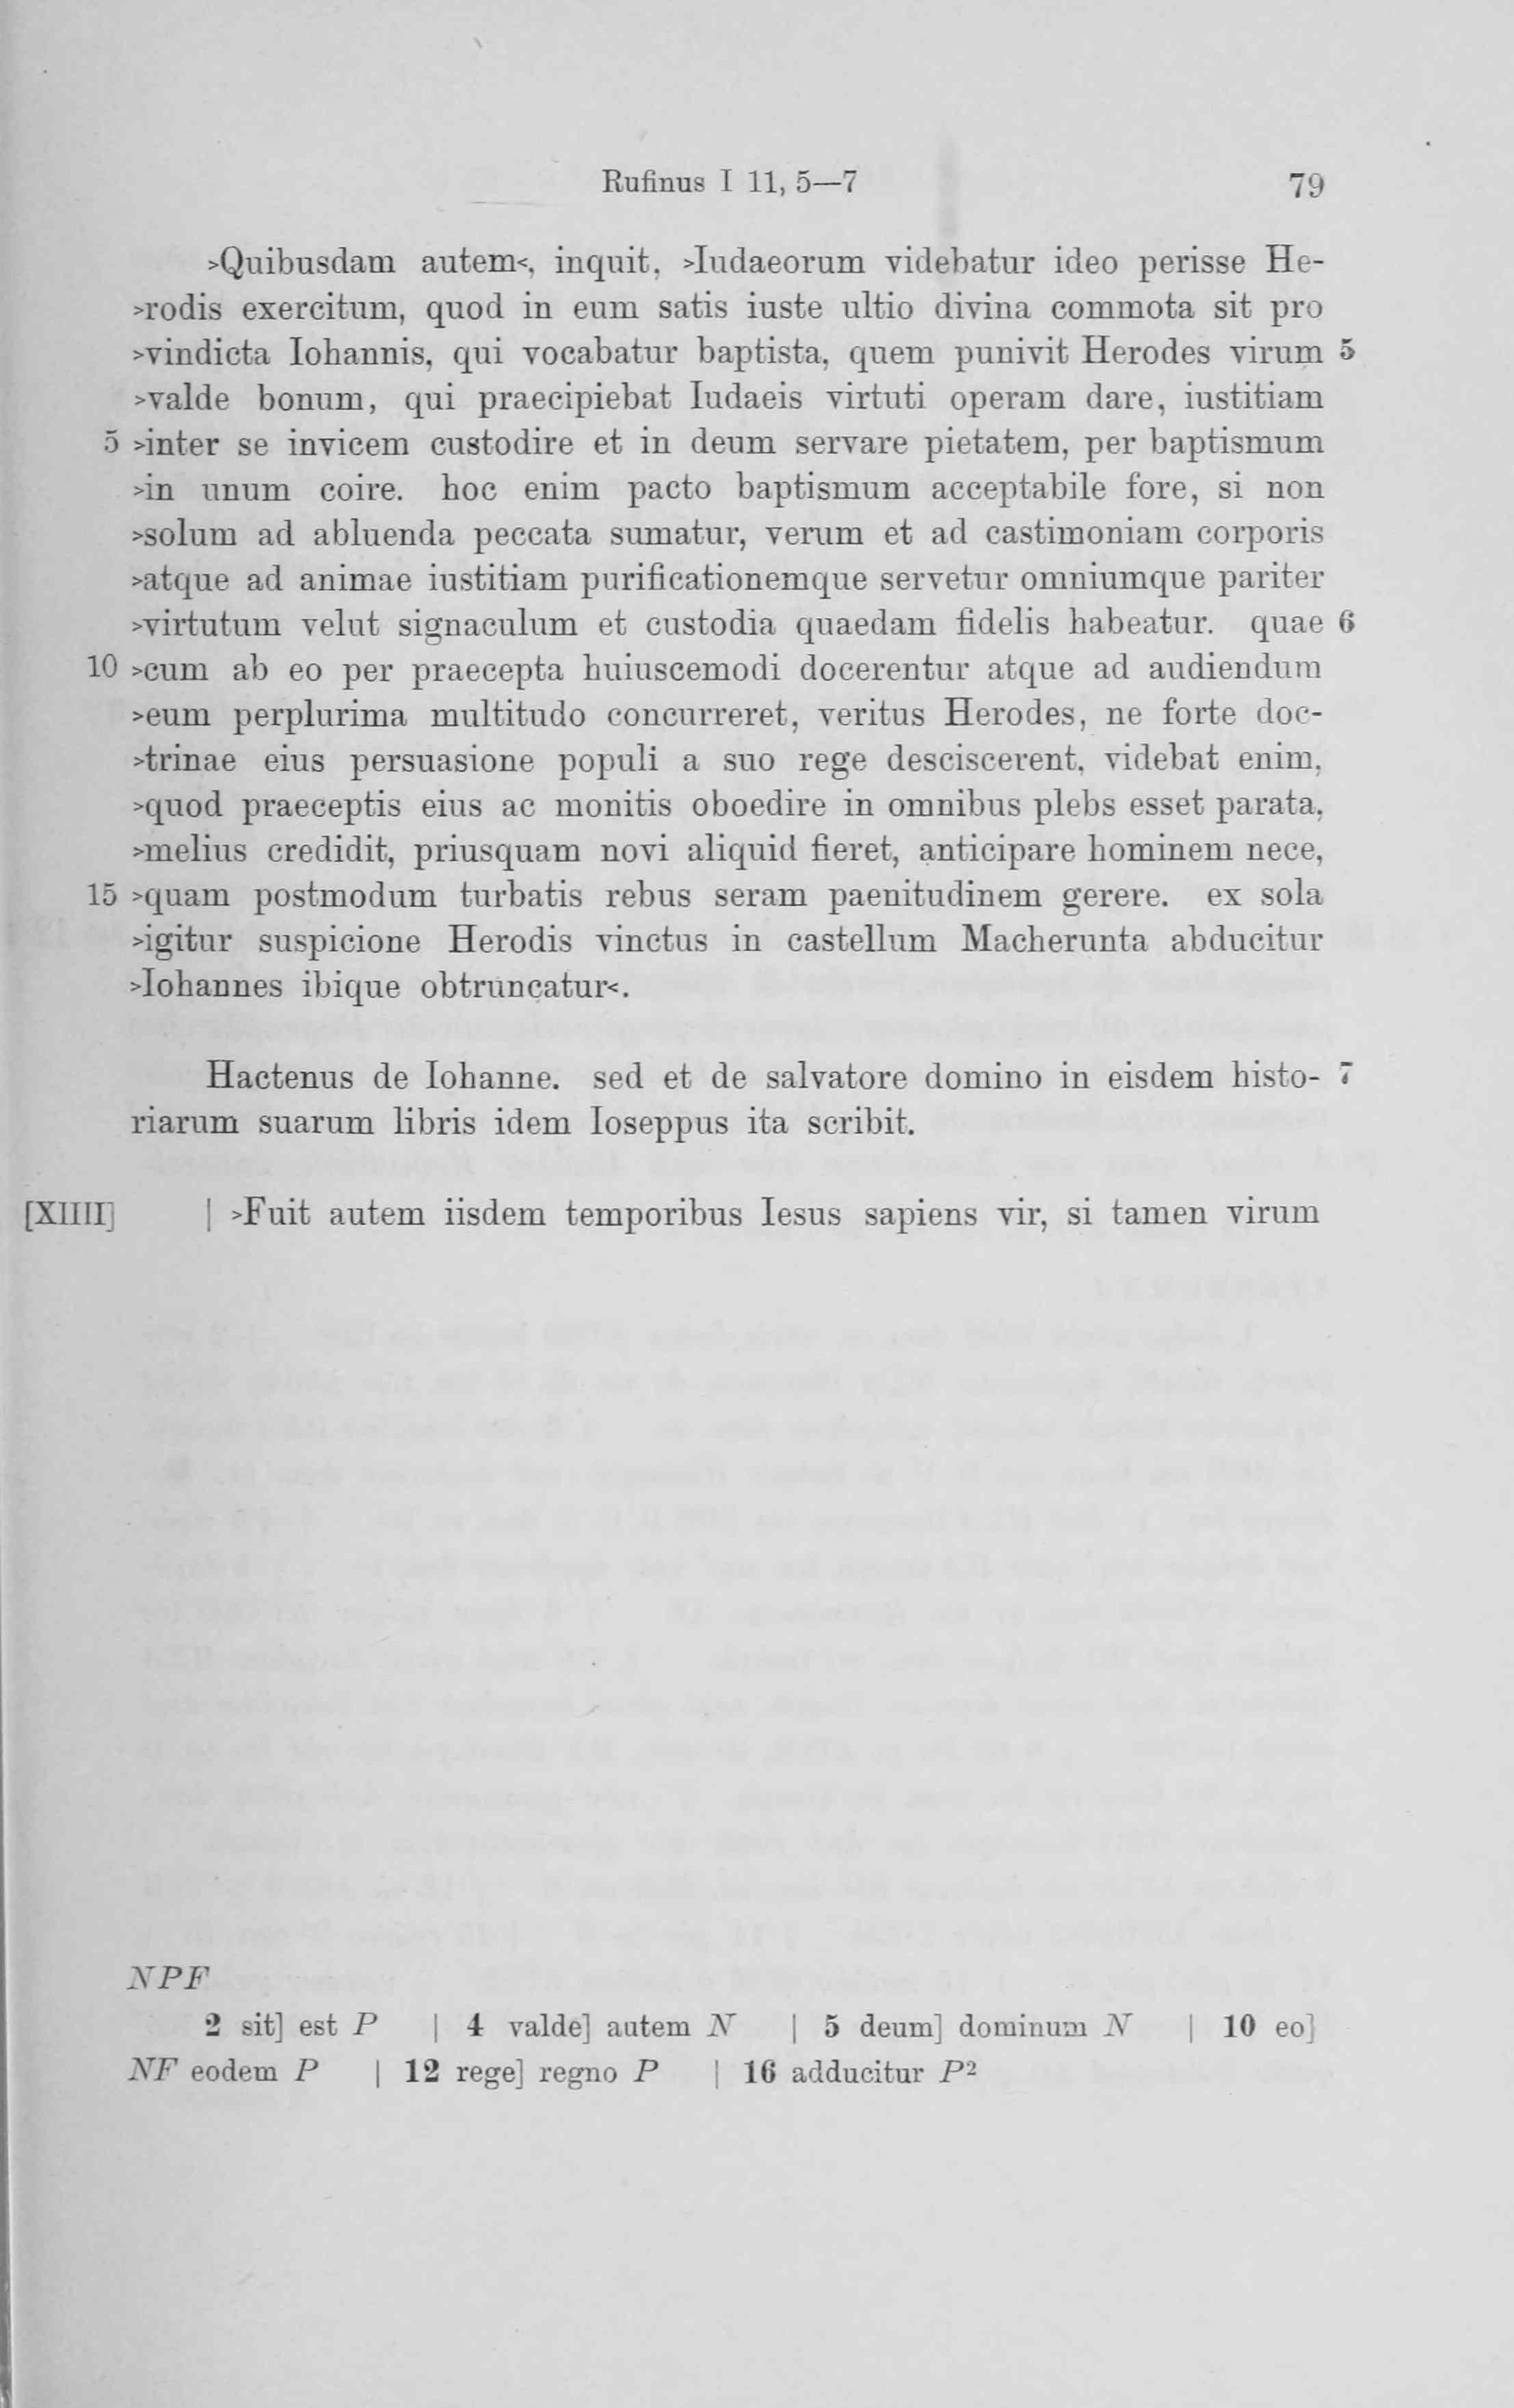 Rufinus I 11, 5—7 79
>Quibusdam autem<, inquit, >Iudaeorum videbatur ideo perisse He-
>rodis exercitum, quod in eum satis iuste ultio divina commota sit pro
>vindicta Iohannis, qui vocabatur baptista, quem punivit Herodes virum 5
>valde bonum, qui praecipiebat Iudaeis virtuti operam dare, iustitiam
5 >inter se invicem custodire et in deum servare pietatem, per baptismum
>in unum coire. hoc enim pacto baptismum acceptabile fore, si non
>solum ad abluenda peccata sumatur, verum et ad castimoniam corporis
>atque ad animae iustitiam purificationemque servetur omniumque pariter
>virtutum velut signaculum et custodia quaedam fidelis habeatur. quae 6
10 >cum ab eo per praecepta huiuscemodi docerentur atque ad audiendum
>eum perplurima multitudo concurreret, veritus Herodes, ne forte doc-
>trinae eius persuasione populi a suo rege desciscerent, videbat enim,
>quod praeceptis eius ac monitis oboedire in omnibus plebs esset parata,
>melius credidit, priusquam novi aliquid fieret, anticipare hominem nece,
15 >quam postmodum turbatis rebus seram paenitudinem gerere. ex sola
>igitur suspicione Herodis vinctus in castellum Macherunta abducitur
>Iohannes ibique obtruncatur<.
Hactenus de Iohanne. sed et de salvatore domino in eisdem histo- 7
riarum suarum libris idem Ioseppus ita scribit.
[XIIII] | >Fuit autem iisdem temporibus Iesus sapiens vir, si tamen virum
NPF
2 sit] est P | 4 valde] autem N | 5 deum] dominum N | 10 eo]
NF eodem P | 12 rege] regno P | 16 adducitur P²